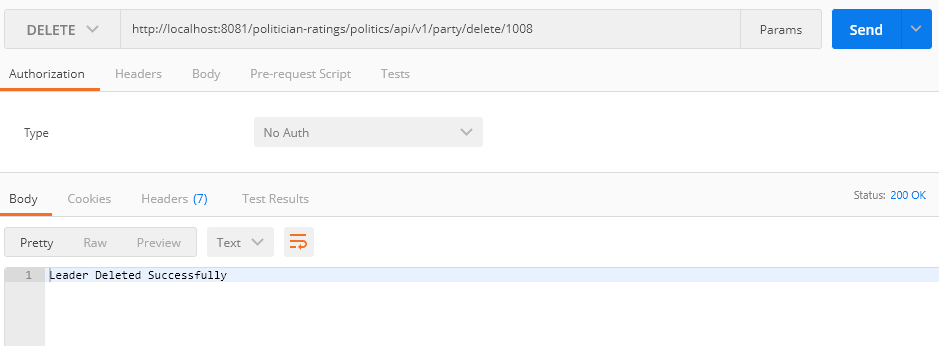 DELETE http://localhost:8081/politician-ratings/politics/api/v1/party/delete/1008 Params Send
Authorization Headers Body Pre-request Script Tests
Type No Auth
Body Cookies Headers (7) Test Results Status: 200 OK
Pretty Raw Preview Text
1 Leader Deleted Successfully